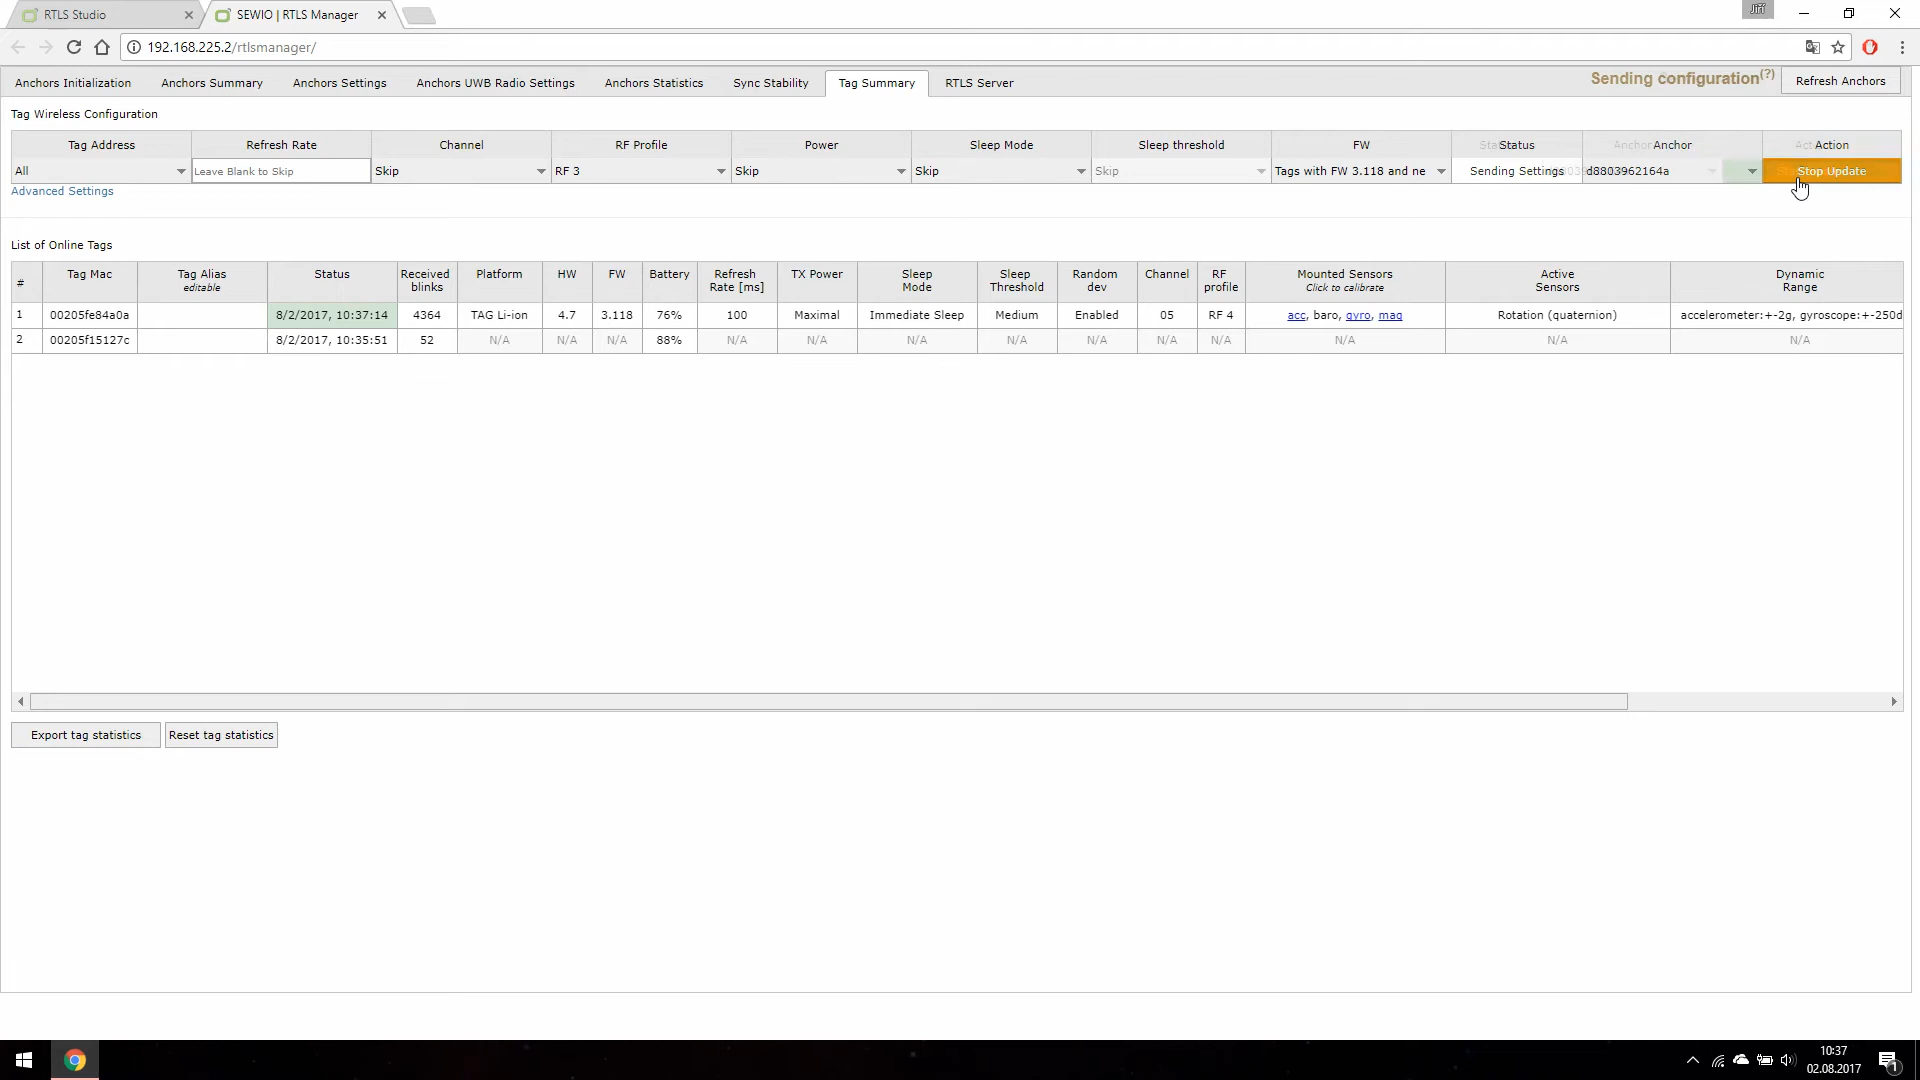 RTLS Studio
SEWIO | RTLS Manager
Jiří
192.168.225.2/rtlsmanager/
Anchors Initialization Anchors Summary Anchors Settings Anchors UWB Radio Settings Anchors Statistics Sync Stability Tag Summary RTLS Server Sending configuration(?) Refresh Anchors
Tag Wireless Configuration
Tag Address Refresh Rate Channel RF Profile Power Sleep Mode Sleep threshold FW Status Anchor Action
All Leave Blank to Skip Skip RF 3 Skip Skip Skip Tags with FW 3.118 and ne Sending Settings d8803962164a Stop Update
Advanced Settings
List of Online Tags
# Tag Mac Tag Alias editable Status Received blinks Platform HW FW Battery Refresh Rate [ms] TX Power Sleep Mode Sleep Threshold Random dev Channel RF profile Mounted Sensors Click to calibrate Active Sensors Dynamic Range
1 00205fe84a0a 8/2/2017, 10:37:14 4364 TAG Li-ion 4.7 3.118 76% 100 Maximal Immediate Sleep Medium Enabled 05 RF 4 acc, baro, gyro, mag Rotation (quaternion) accelerometer:+-2g, gyroscope:+-250d
2 00205f15127c 8/2/2017, 10:35:51 52 N/A N/A N/A 88% N/A N/A N/A N/A N/A N/A N/A N/A N/A N/A
Export tag statistics Reset tag statistics
10:37
02.08.2017
1